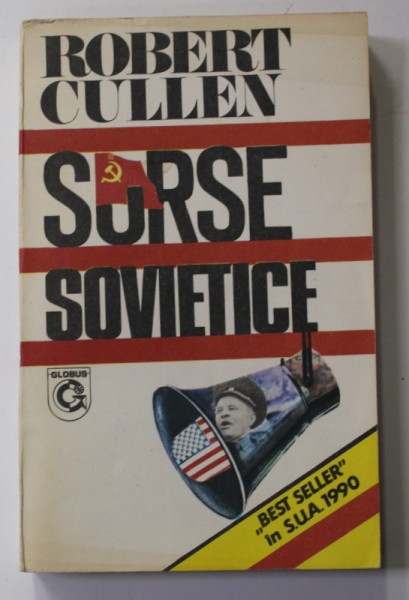 ROBERT
CULLEN
SURSE
SOVIETICE
GLOBUS
„BEST SELLER”
în S.U.A. 1990